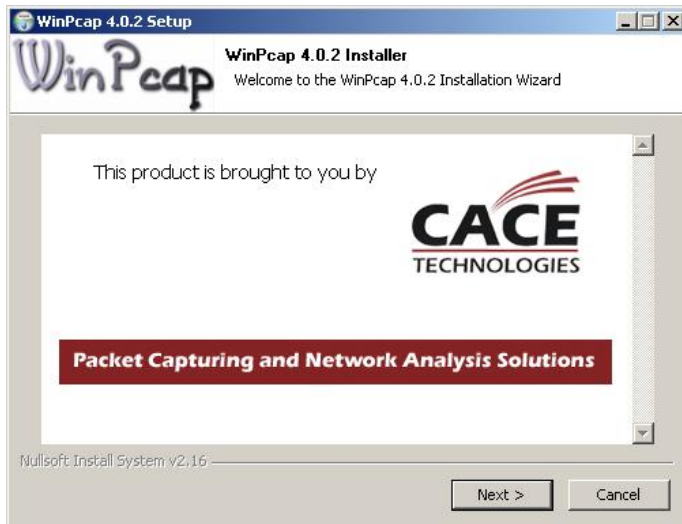 WinPcap 4.0.2 Setup
WinPcap
WinPcap 4.0.2 Installer
Welcome to the WinPcap 4.0.2 Installation Wizard
This product is brought to you by
CACE
TECHNOLOGIES
Packet Capturing and Network Analysis Solutions
Nullsoft Install System v2.16
Next >
Cancel